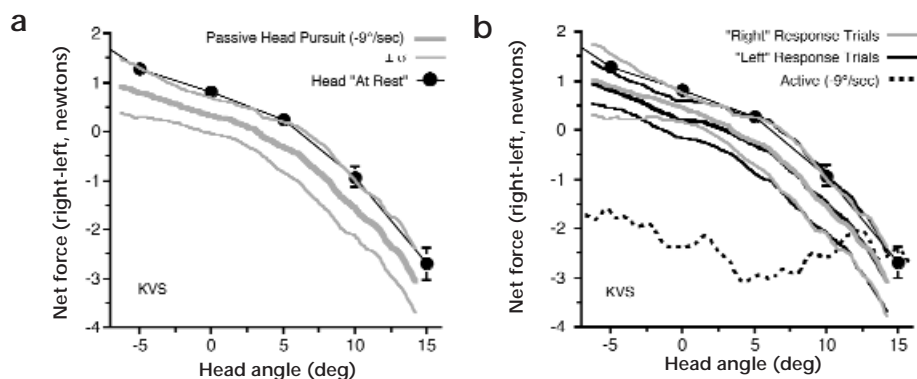 a
Passive Head Pursuit (-9°/sec)
± σ
Head "At Rest"
Net force (right-left, newtons)
2
1
0
-1
-2
-3
-4
KVS
-5
0
5
10
15
Head angle (deg)
b
"Right" Response Trials
"Left" Response Trials
Active (-9°/sec)
Net force (right-left, newtons)
2
1
0
-1
-2
-3
-4
KVS
-5
0
5
10
15
Head angle (deg)